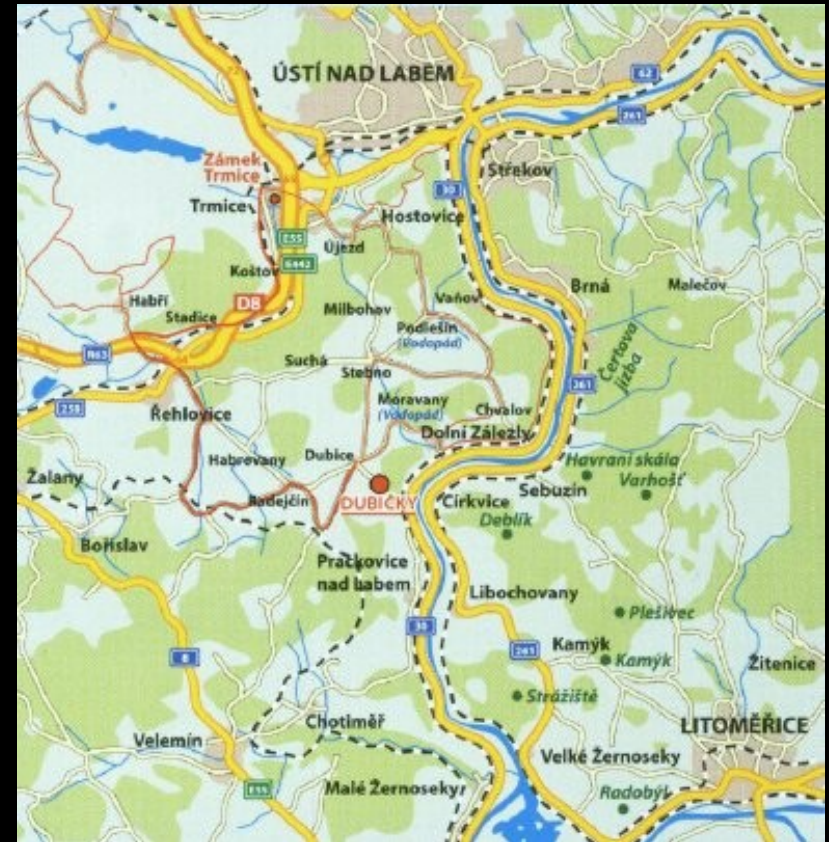 ÚSTÍ NAD LABEM
62
261
Zámek
Trmice
Střekov
30
Trmice
Hostovice
E55
Újezd
Koštov
E442
Brná
Malečov
Habří
D8
Vaňov
Stadice
Milbohov
Podlešín
(Vodopád)
Čertova
jizba
R63
Suchá
Stebno
261
258
Řehlovice
Moravany
(Vodopád)
Chvalov
Dolní Zálezly
Habrovany
Dubice
Havraní skála
Žalany
Varhošť
Sebuzín
Radejčín
DUBIČKY
Církvice
Deblík
Bořislav
Prackovice
nad Labem
Libochovany
Plešivec
30
261
Kamýk
8
Kamýk
Žitenice
Strážiště
Chotiměř
LITOMĚŘICE
Velemín
Velké Žernoseky
E55
Malé Žernoseky
Radobýl